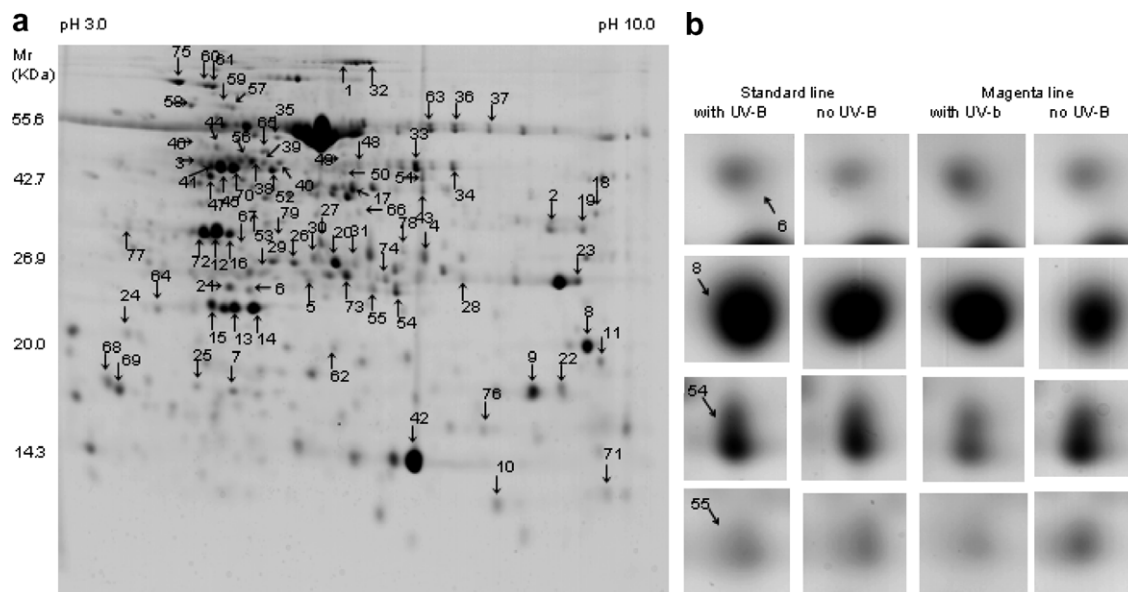 a
pH 3.0 pH 10.0
Mr
(KDa)
75 60 61
59 57 1 32
58
55.6 44 35 63 36 37
65
46 56 39 49 48 33
3 50 54
42.7 41 38 40 34
47 45 70 52 17 18
27 66 43 2 19
67 79 78 4
77 53 30 20 31 23
26.9 72 12 16 29 26 74
64 24 6 5 73 28
24 55 54
15 13 14 8
20.0 11
68 69 25 7 62 9 22
76
42
14.3 10 71
b
Standard line Magenta line
with UV-B no UV-B with UV-b no UV-B
6
8
54
55